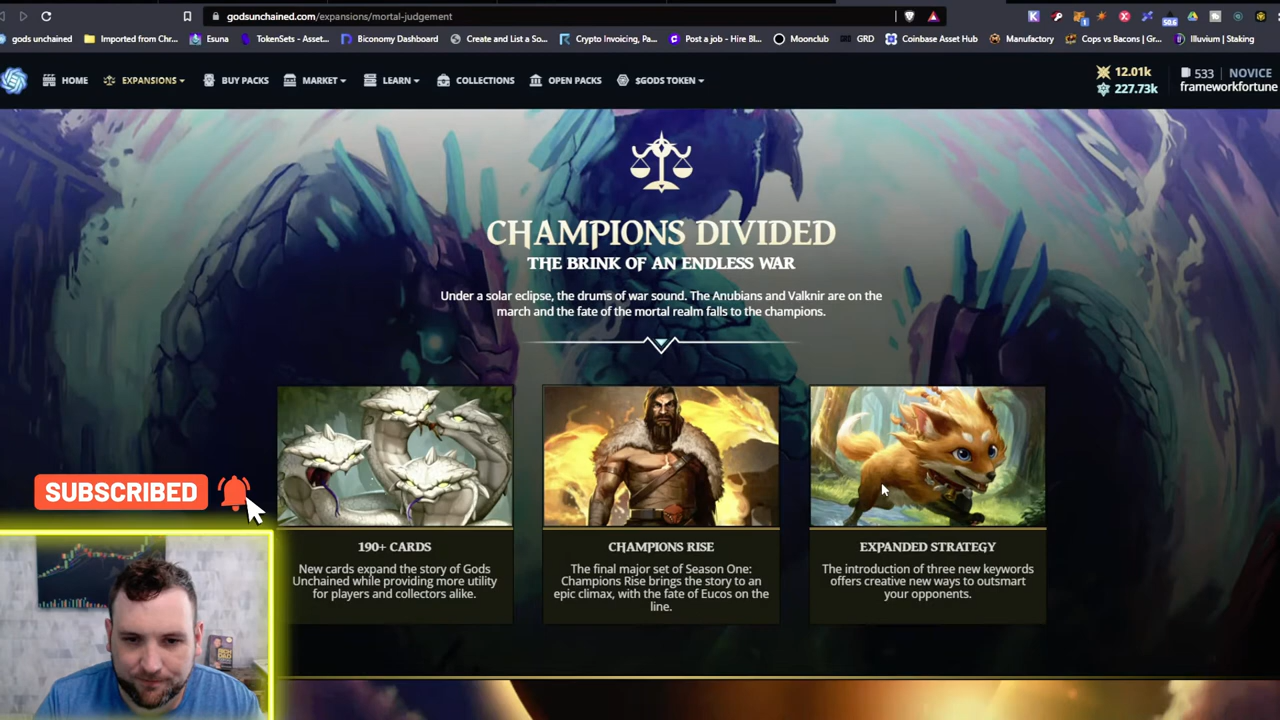 godsunchained.com/expansions/mortal-judgement
50.6
1
gods unchained
Imported from Chr...
Esuna
TokenSets - Asset...
Biconomy Dashboard
Create and List a So...
Crypto Invoicing, Pa...
Post a job - Hire Bl...
Moonclub
GRD
Coinbase Asset Hub
Manufactory
Cops vs Bacons | Gr...
Illuvium | Staking
HOME
EXPANSIONS
BUY PACKS
MARKET
LEARN
COLLECTIONS
OPEN PACKS
$GODS TOKEN
12.01k
227.73k
533 | NOVICE
frameworkfortune
CHAMPIONS DIVIDED
THE BRINK OF AN ENDLESS WAR
Under a solar eclipse, the drums of war sound. The Anubians and Valknir are on the
march and the fate of the mortal realm falls to the champions.
SUBSCRIBED
190+ CARDS
New cards expand the story of Gods
Unchained while providing more utility
for players and collectors alike.
CHAMPIONS RISE
The final major set of Season One:
Champions Rise brings the story to an
epic climax, with the fate of Eucos on the
line.
EXPANDED STRATEGY
The introduction of three new keywords
offers creative new ways to outsmart
your opponents.